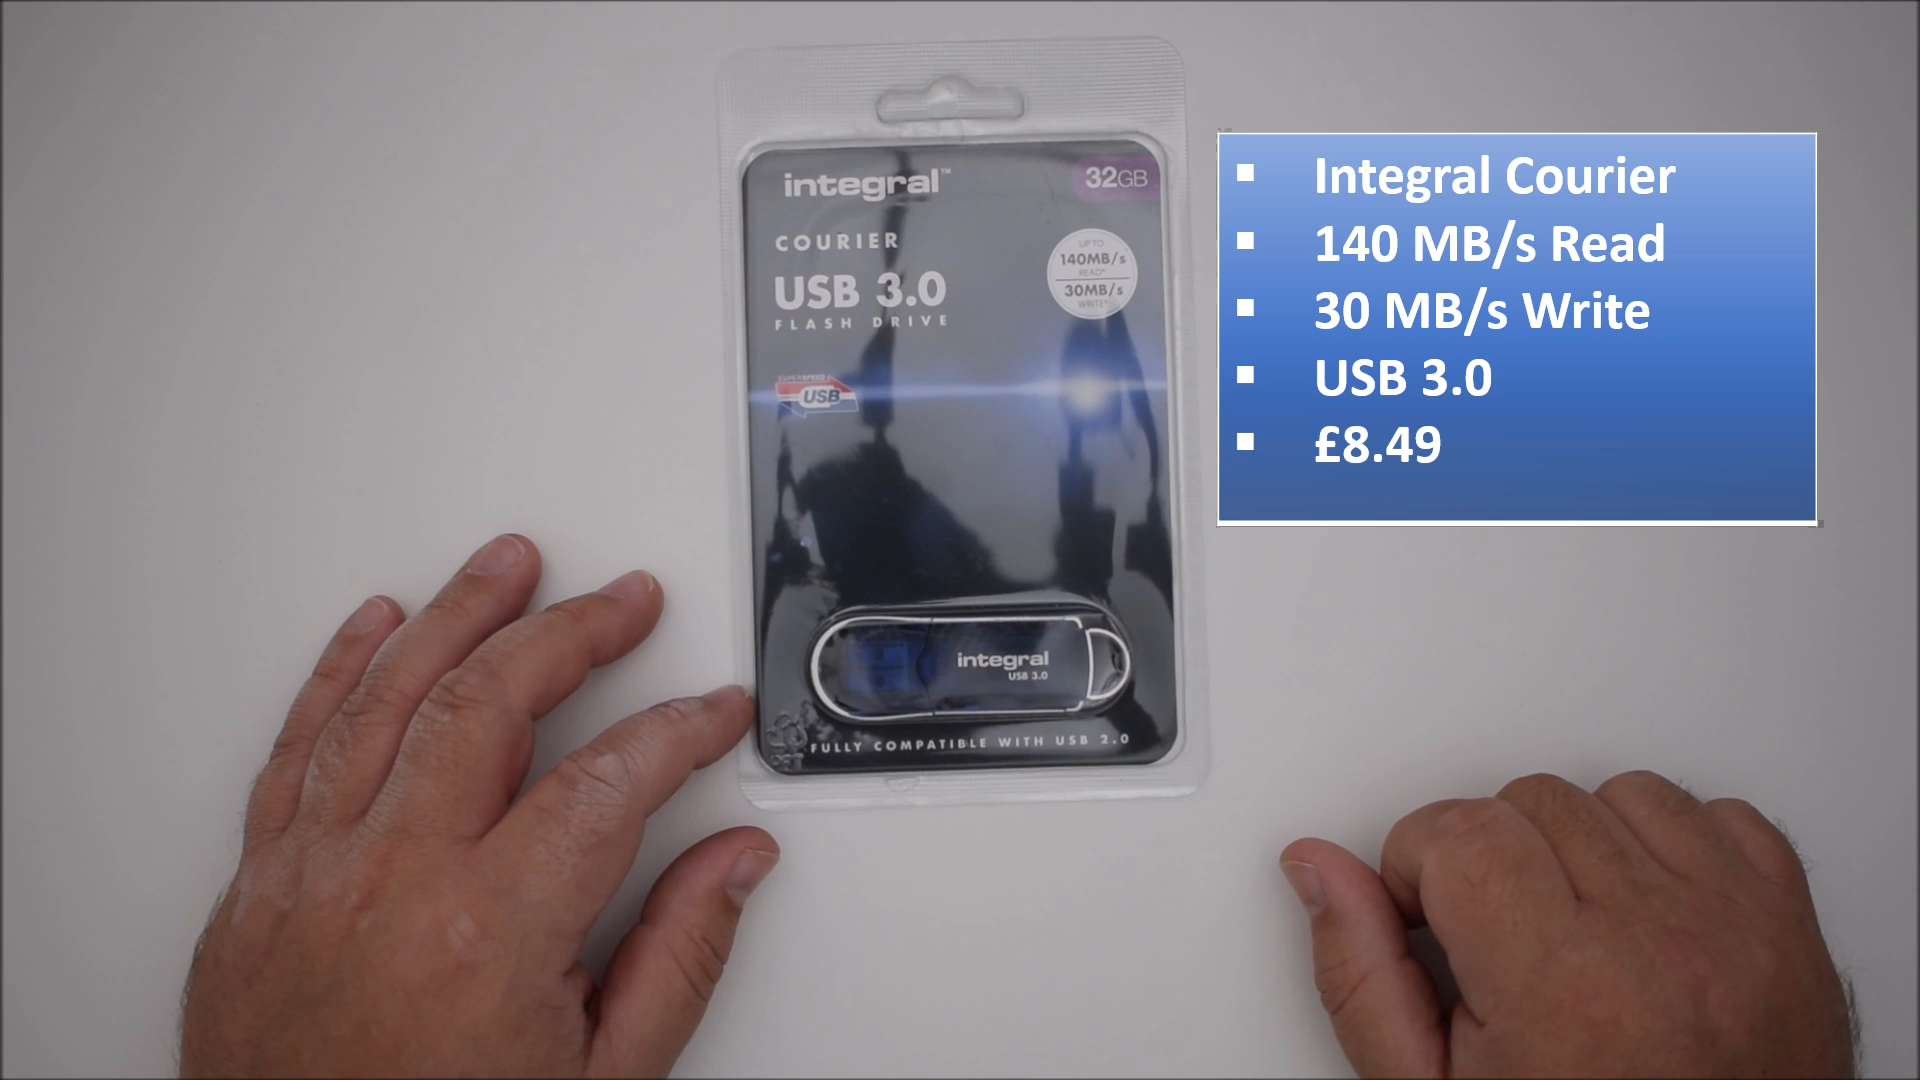 integral™
32GB
COURIER
USB 3.0
FLASH DRIVE
UP TO
140MB/s
READ*
30MB/s
WRITE*
SUPERSPEED
USB
integral
USB 3.0
FULLY COMPATIBLE WITH USB 2.0
▪ Integral Courier
▪ 140 MB/s Read
▪ 30 MB/s Write
▪ USB 3.0
▪ £8.49